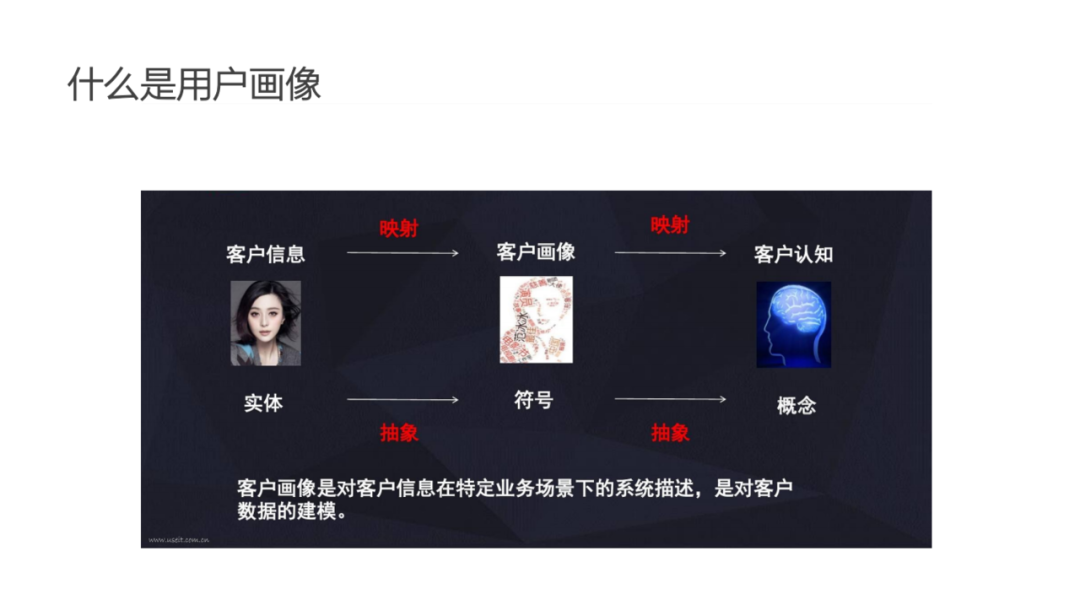 什么是用户画像
映射
映射
客户信息
客户画像
客户认知
实体
符号
概念
抽象
抽象
客户画像是对客户信息在特定业务场景下的系统描述，是对客户
数据的建模。
www.useit.com.cn